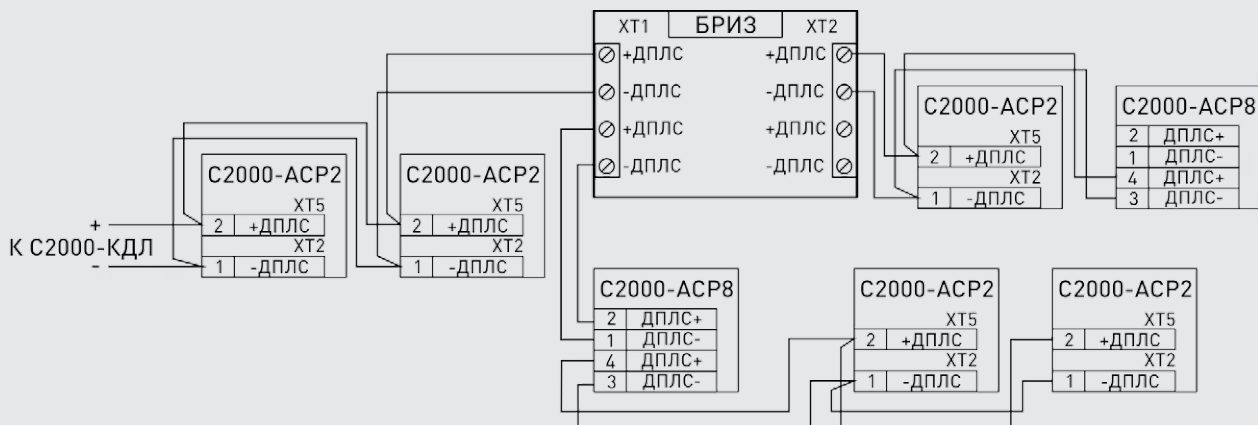 XT1 БРИЗ XT2
+ДПЛС +ДПЛС
-ДПЛС -ДПЛС
+ДПЛС +ДПЛС
-ДПЛС -ДПЛС
С2000-АСР2
XT5
2 +ДПЛС
XT2
1 -ДПЛС
С2000-АСР8
2 ДПЛС+
1 ДПЛС-
4 ДПЛС+
3 ДПЛС-
+
К С2000-КДЛ
-
С2000-АСР2
XT5
2 +ДПЛС
XT2
1 -ДПЛС
С2000-АСР2
XT5
2 +ДПЛС
XT2
1 -ДПЛС
С2000-АСР8
2 ДПЛС+
1 ДПЛС-
4 ДПЛС+
3 ДПЛС-
С2000-АСР2
XT5
2 +ДПЛС
XT2
1 -ДПЛС
С2000-АСР2
XT5
2 +ДПЛС
XT2
1 -ДПЛС